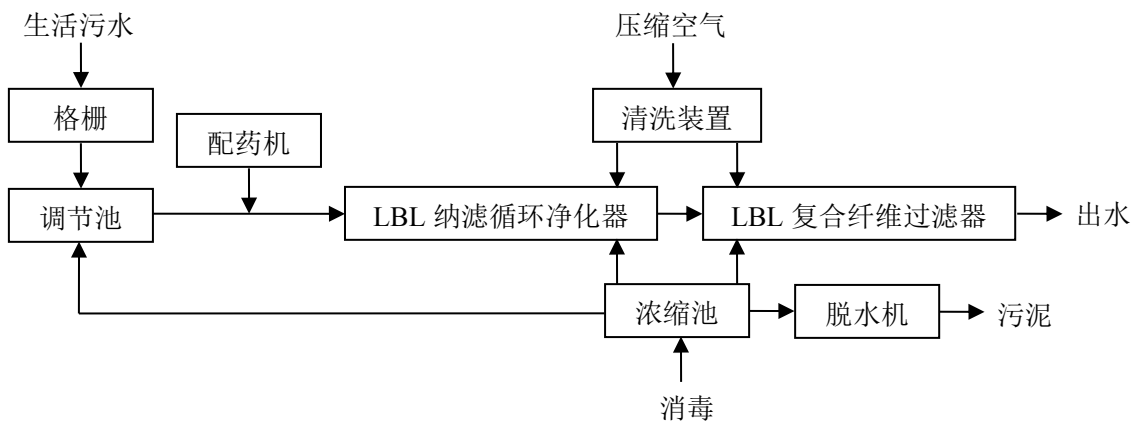 生活污水
压缩空气
格栅
清洗装置
配药机
调节池
LBL 纳滤循环净化器
LBL 复合纤维过滤器
出水
浓缩池
脱水机
污泥
消毒